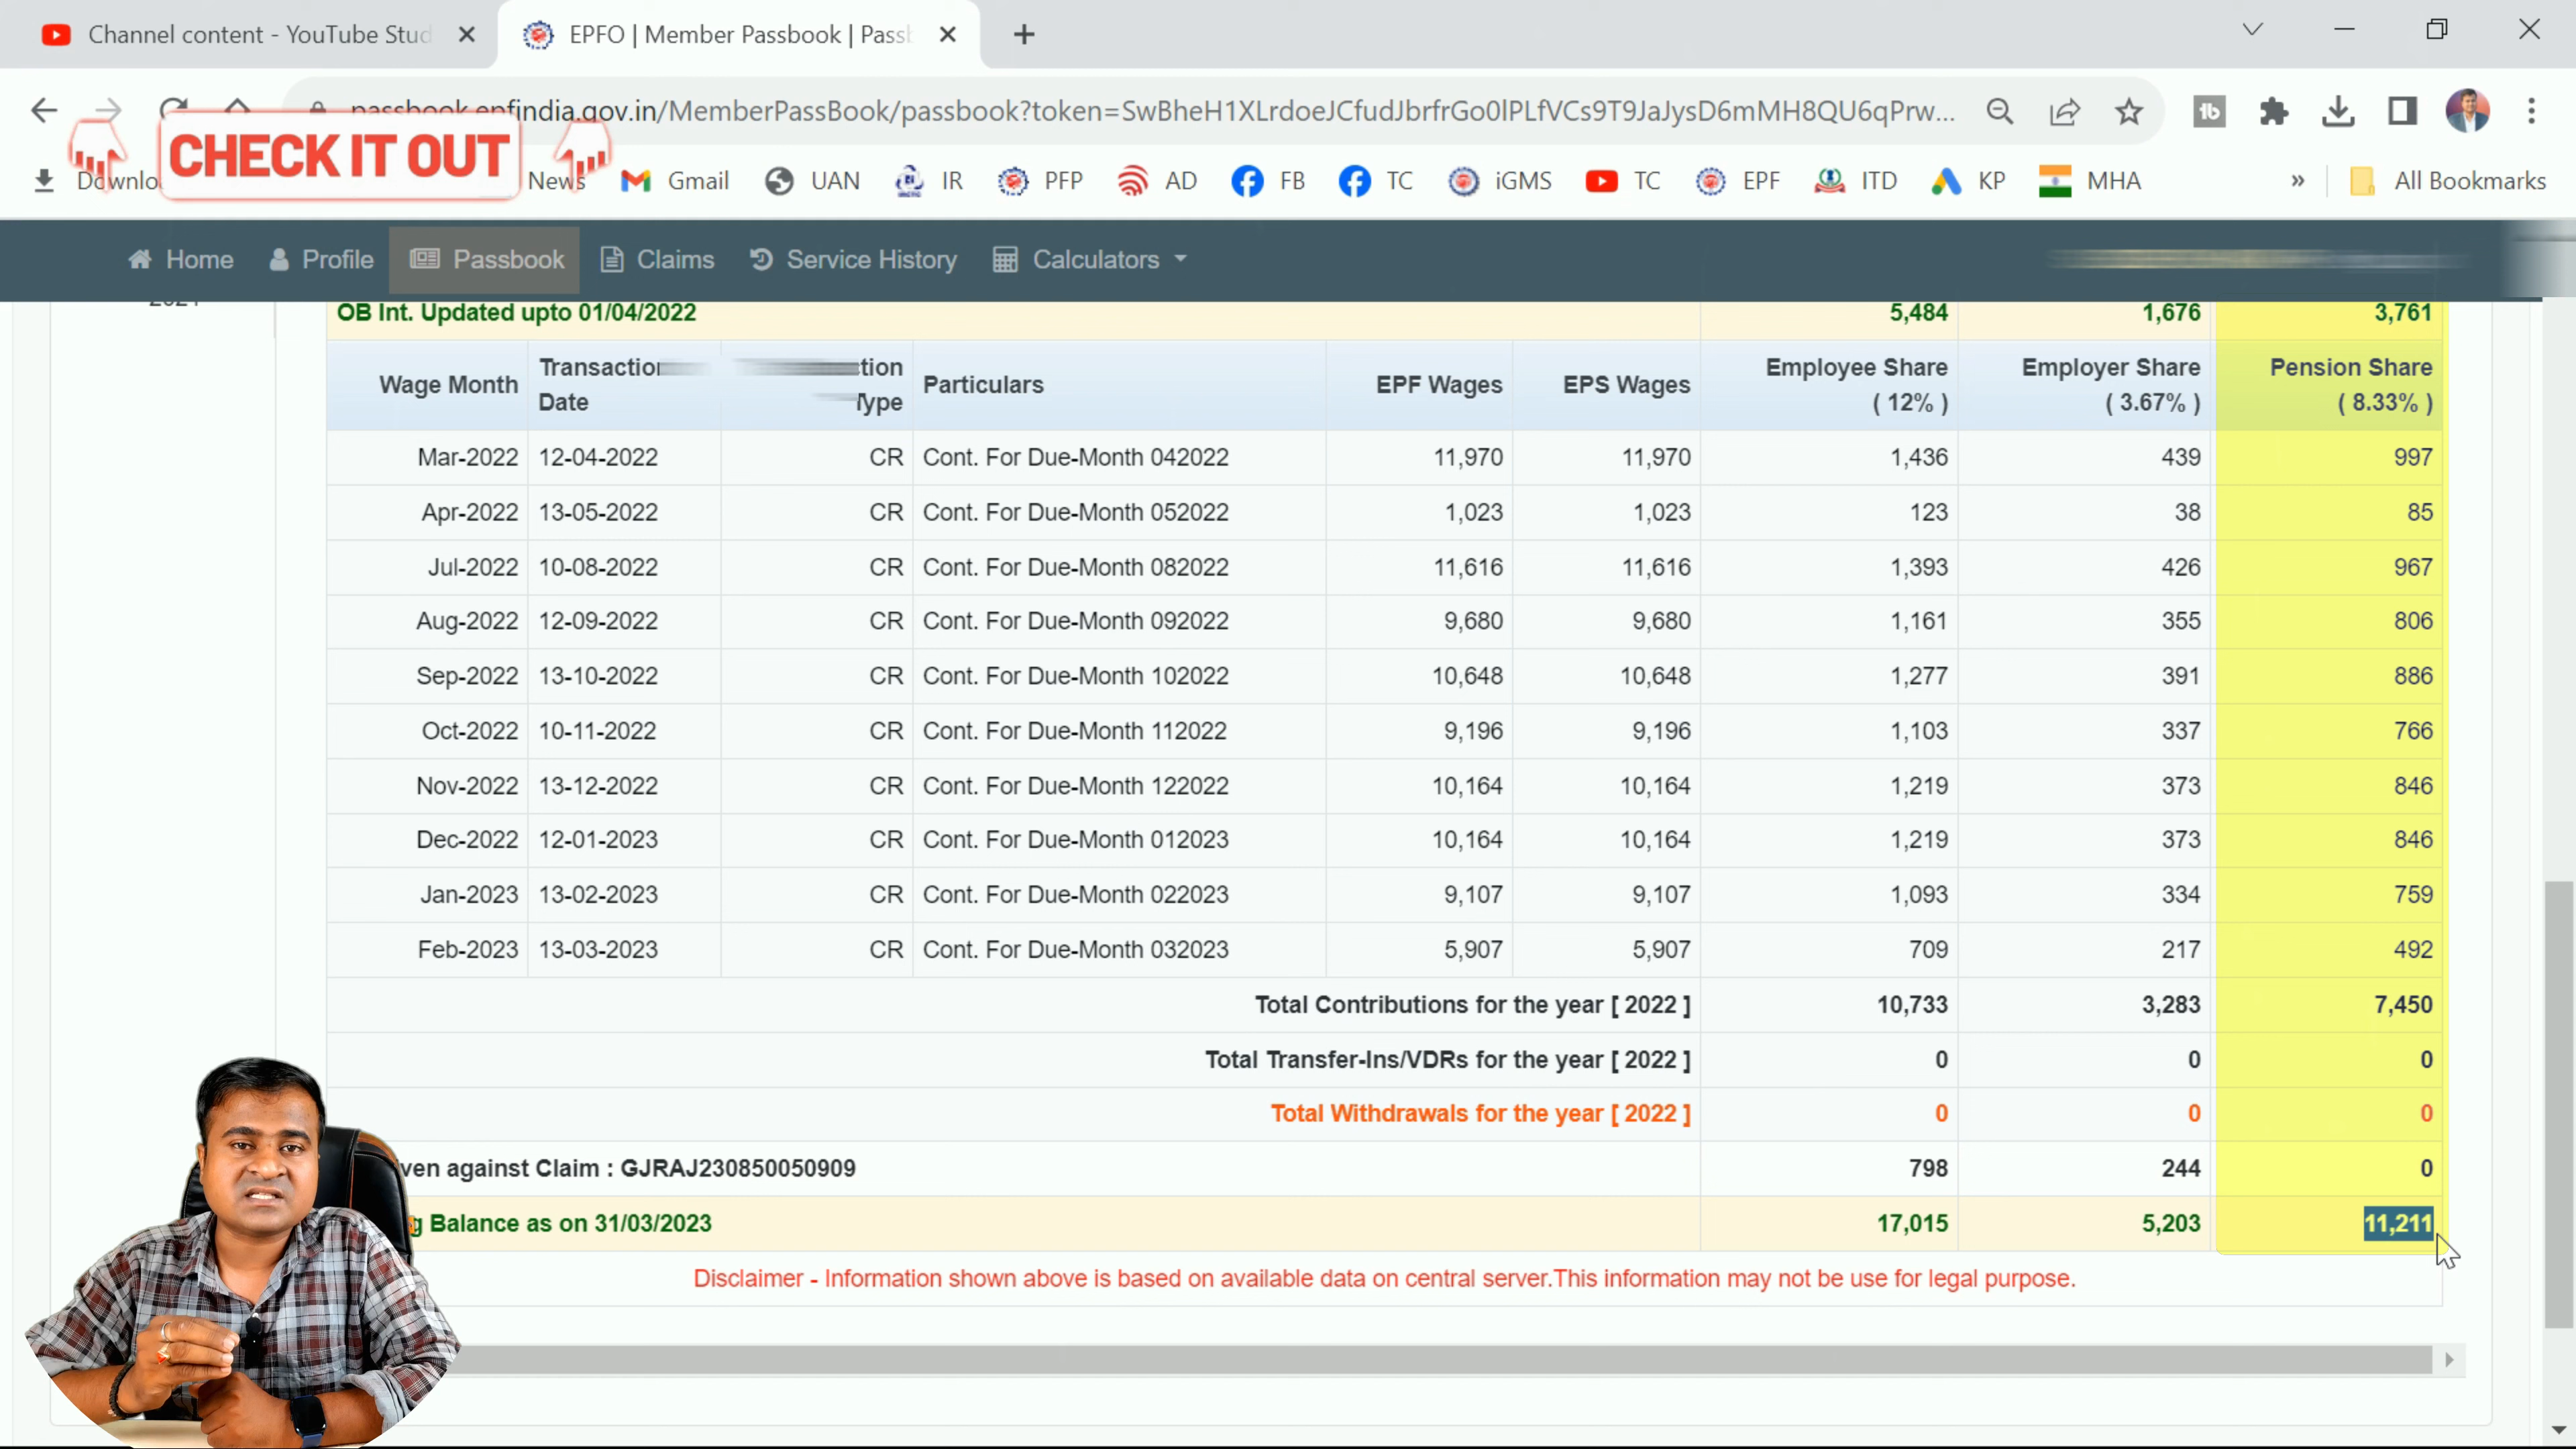 Channel content - YouTube Stud
EPFO | Member Passbook | Passb
passbook.epfindia.gov.in/MemberPassBook/passbook?token=SwBheH1XLrdoeJCfudJbrfrGo0lPLfVCs9T9JaJysD6mMH8QU6qPrw...
CHECK IT OUT
Downlo News Gmail UAN IR PFP AD FB TC iGMS TC EPF ITD KP MHA » All Bookmarks
Home Profile Passbook Claims Service History Calculators
OB Int. Updated upto 01/04/2022 5,484 1,676 3,761
Wage Month Transaction Date Type Particulars EPF Wages EPS Wages Employee Share ( 12% ) Employer Share ( 3.67% ) Pension Share ( 8.33% )
Mar-2022 12-04-2022 CR Cont. For Due-Month 042022 11,970 11,970 1,436 439 997
Apr-2022 13-05-2022 CR Cont. For Due-Month 052022 1,023 1,023 123 38 85
Jul-2022 10-08-2022 CR Cont. For Due-Month 082022 11,616 11,616 1,393 426 967
Aug-2022 12-09-2022 CR Cont. For Due-Month 092022 9,680 9,680 1,161 355 806
Sep-2022 13-10-2022 CR Cont. For Due-Month 102022 10,648 10,648 1,277 391 886
Oct-2022 10-11-2022 CR Cont. For Due-Month 112022 9,196 9,196 1,103 337 766
Nov-2022 13-12-2022 CR Cont. For Due-Month 122022 10,164 10,164 1,219 373 846
Dec-2022 12-01-2023 CR Cont. For Due-Month 012023 10,164 10,164 1,219 373 846
Jan-2023 13-02-2023 CR Cont. For Due-Month 022023 9,107 9,107 1,093 334 759
Feb-2023 13-03-2023 CR Cont. For Due-Month 032023 5,907 5,907 709 217 492
Total Contributions for the year [ 2022 ] 10,733 3,283 7,450
Total Transfer-Ins/VDRs for the year [ 2022 ] 0 0 0
Total Withdrawals for the year [ 2022 ] 0 0 0
ven against Claim : GJRAJ230850050909 798 244 0
g Balance as on 31/03/2023 17,015 5,203 11,211
Disclaimer - Information shown above is based on available data on central server.This information may not be use for legal purpose.